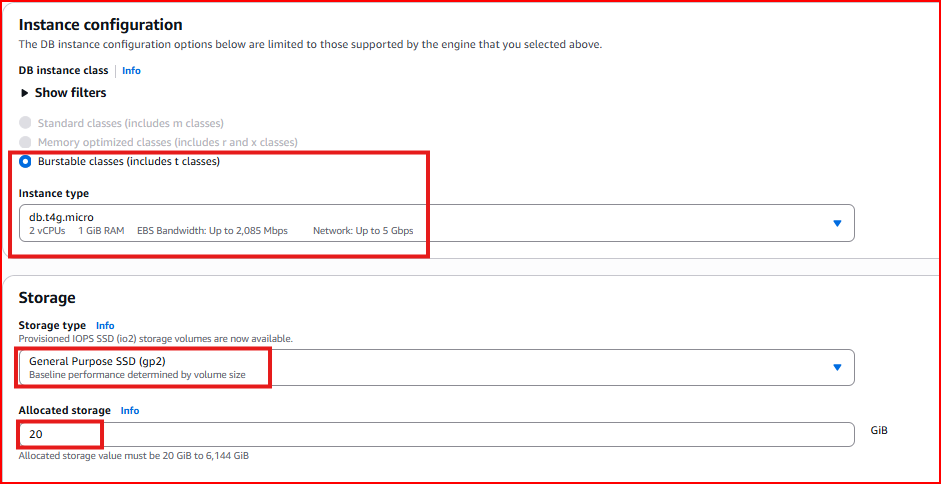 Instance configuration
The DB instance configuration options below are limited to those supported by the engine that you selected above.
DB instance class Info
Show filters
Standard classes (includes m classes)
Memory optimized classes (includes r and x classes)
Burstable classes (includes t classes)
Instance type
db.t4g.micro
2 vCPUs 1 GiB RAM EBS Bandwidth: Up to 2,085 Mbps Network: Up to 5 Gbps
Storage
Storage type Info
Provisioned IOPS SSD (io2) storage volumes are now available.
General Purpose SSD (gp2)
Baseline performance determined by volume size
Allocated storage Info
20 GiB
Allocated storage value must be 20 GiB to 6,144 GiB